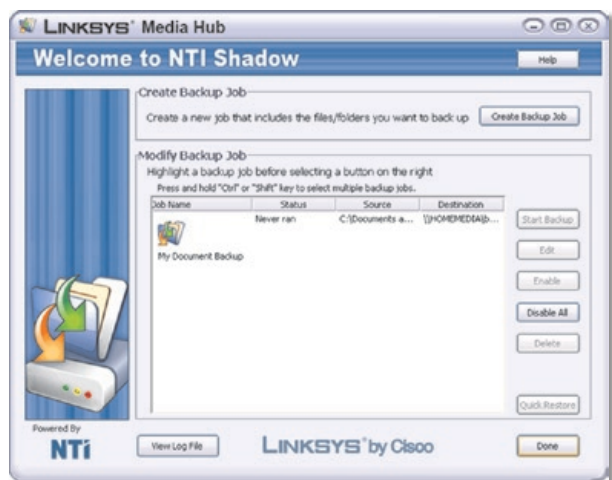 LINKSYS® Media Hub
Welcome to NTI Shadow
Help
Create Backup Job
Create a new job that includes the files/folders you want to back up
Create Backup Job
Modify Backup Job
Highlight a backup job before selecting a button on the right
Press and hold "Ctrl" or "Shift" key to select multiple backup jobs.
Job Name Status Source Destination
Never ran C:\Documents a... \\HOMEMEDIA\b...
My Document Backup
Start Backup
Edit
Enable
Disable All
Delete
Quick Restore
Powered By
NTI
View Log File
LINKSYS® by Cisco
Done